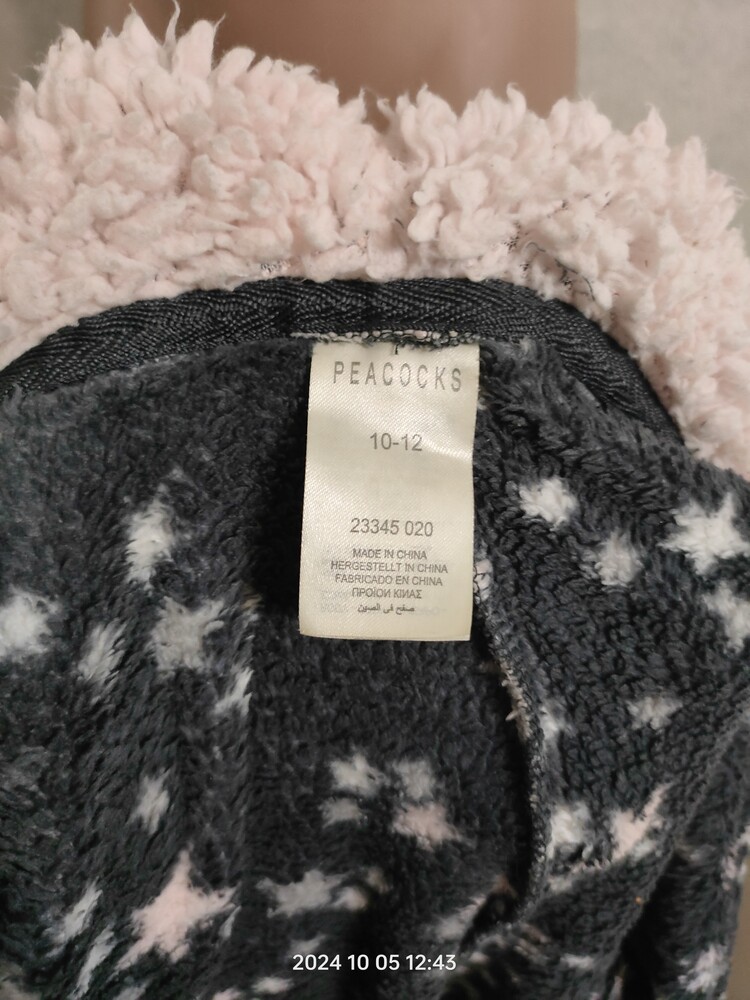 PEACOCKS
10-12
23345 020
MADE IN CHINA
HERGESTELLT IN CHINA
FABRICADO EN CHINA
ΠΡΟΪΟΝ ΚΙΝΑΣ
صنع في الصين
2024 10 05 12:43